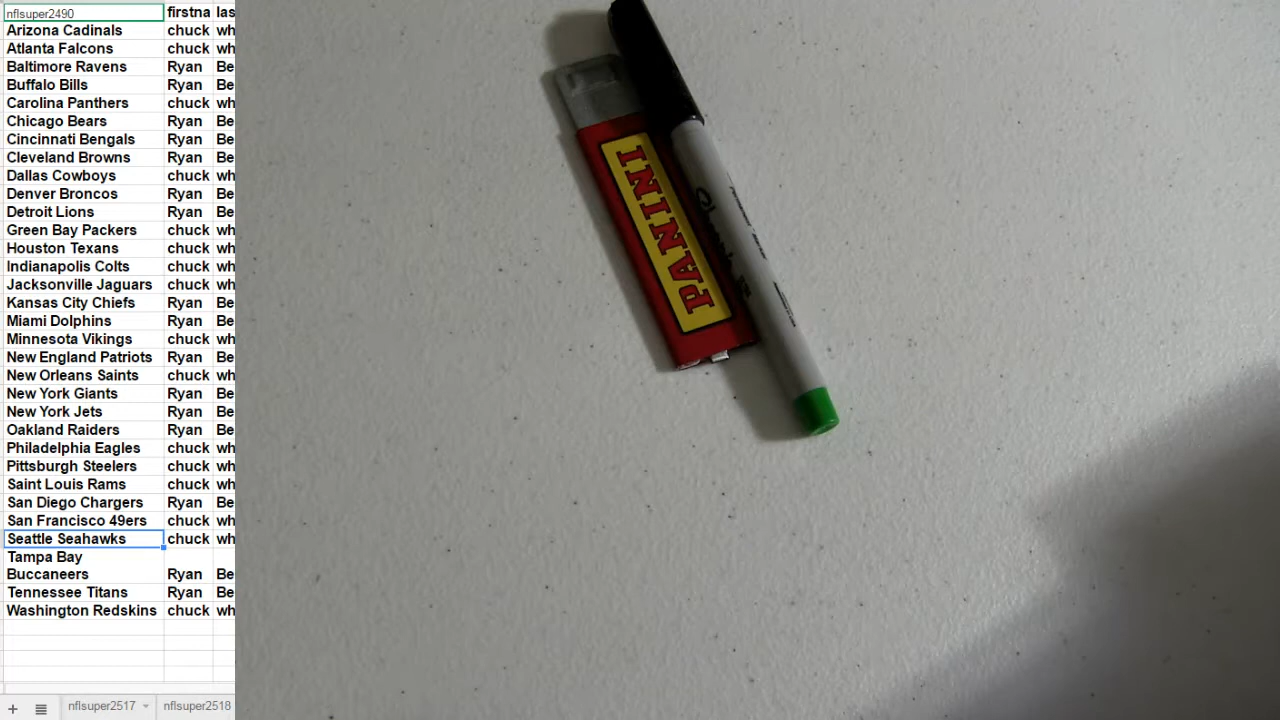 nflsuper2490 firstna las
Arizona Cadinals chuck wh
Atlanta Falcons chuck wh
Baltimore Ravens Ryan Be
Buffalo Bills Ryan Be
Carolina Panthers chuck wh
Chicago Bears Ryan Be
Cincinnati Bengals Ryan Be
Cleveland Browns Ryan Be
Dallas Cowboys chuck wh
Denver Broncos Ryan Be
Detroit Lions Ryan Be
Green Bay Packers chuck wh
Houston Texans chuck wh
Indianapolis Colts chuck wh
Jacksonville Jaguars chuck wh
Kansas City Chiefs Ryan Be
Miami Dolphins Ryan Be
Minnesota Vikings chuck wh
New England Patriots Ryan Be
New Orleans Saints chuck wh
New York Giants Ryan Be
New York Jets Ryan Be
Oakland Raiders Ryan Be
Philadelphia Eagles chuck wh
Pittsburgh Steelers chuck wh
Saint Louis Rams chuck wh
San Diego Chargers Ryan Be
San Francisco 49ers chuck wh
Seattle Seahawks chuck wh
Tampa Bay
Buccaneers Ryan Be
Tennessee Titans Ryan Be
Washington Redskins chuck wh
nflsuper2517 nflsuper2518
PANINI
Sharpie